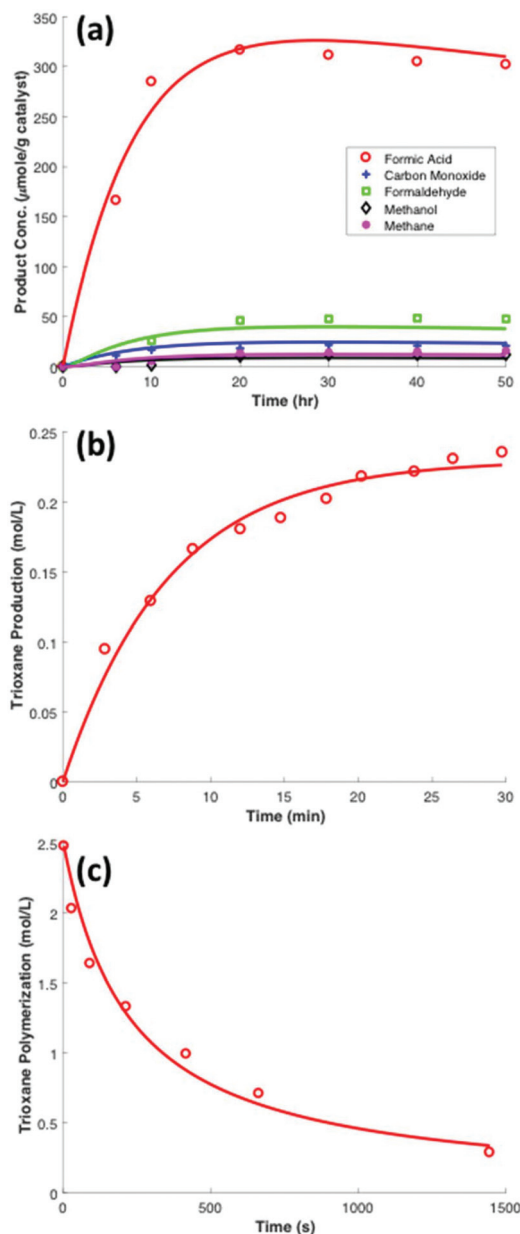 (a)
350
300
250
200
150
100
50
0
Product Conc. (μmole/g catalyst)
Formic Acid
Carbon Monoxide
Formaldehyde
Methanol
Methane
0 10 20 30 40 50
Time (hr)
(b)
0.25
0.2
0.15
0.1
0.05
0
Trioxane Production (mol/L)
0 5 10 15 20 25 30
Time (min)
(c)
2.5
2
1.5
1
0.5
0
Trioxane Polymerization (mol/L)
0 500 1000 1500
Time (s)